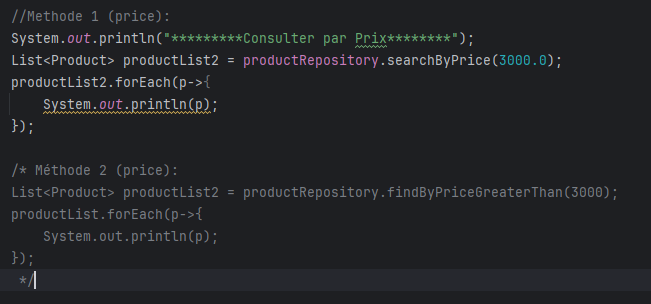 //Methode 1 (price):
System.out.println("*********Consulter par Prix********");
List<Product> productList2 = productRepository.searchByPrice(3000.0);
productList2.forEach(p->{
    System.out.println(p);
});

/* Méthode 2 (price):
List<Product> productList2 = productRepository.findByPriceGreaterThan(3000);
productList.forEach(p->{
    System.out.println(p);
});
 */